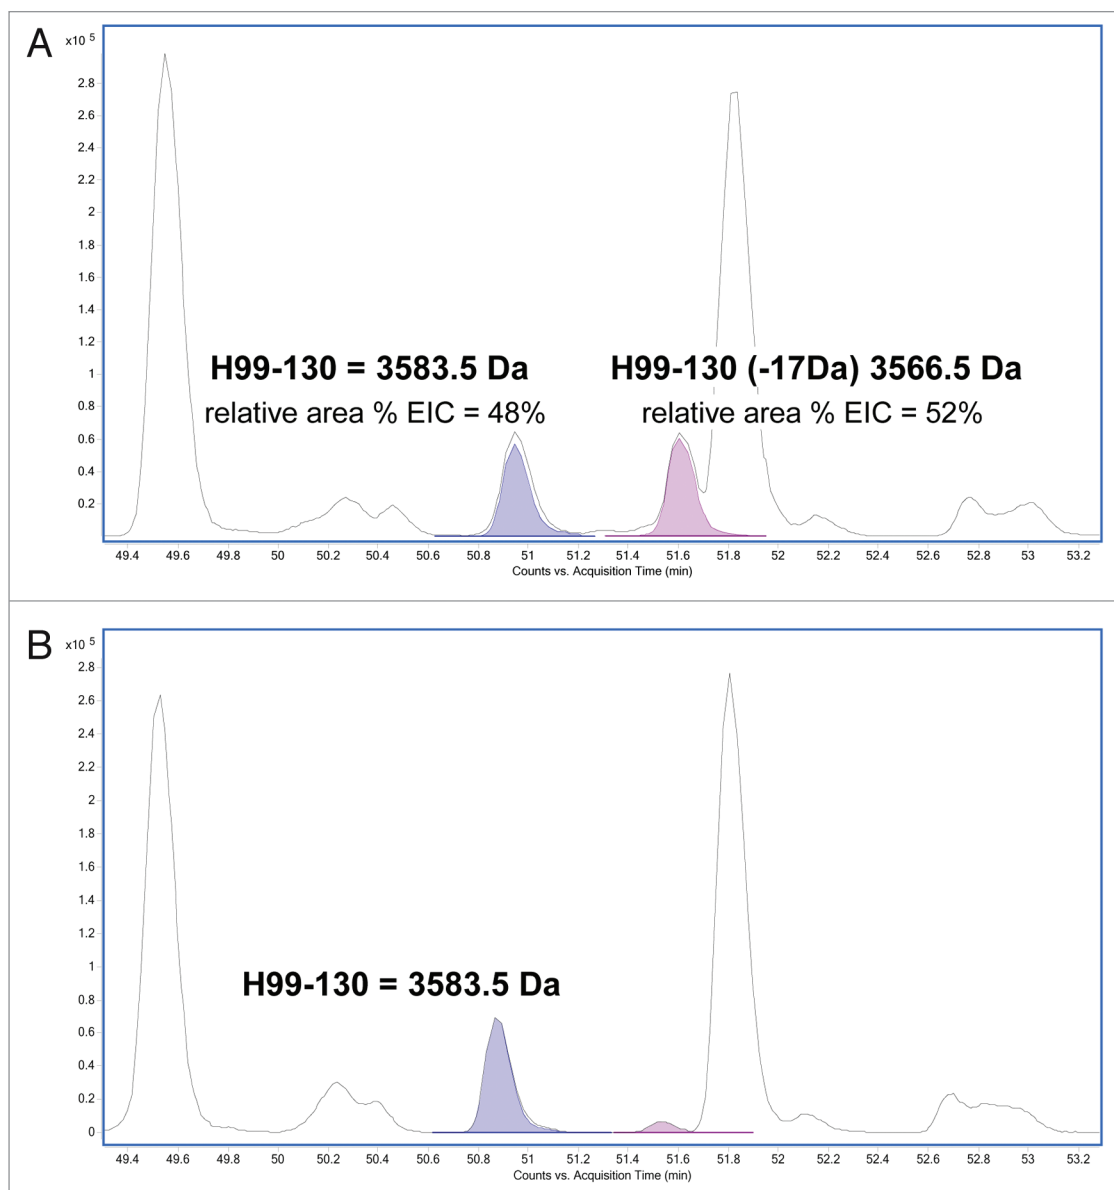 A
x10 5
2.8
2.6
2.4
2.2
2
1.8
1.6
1.4
1.2
1
0.8
0.6
0.4
0.2
H99-130 = 3583.5 Da
relative area % EIC = 48%
H99-130 (-17Da) 3566.5 Da
relative area % EIC = 52%
49.4 49.6 49.8 50 50.2 50.4 50.6 50.8 51 51.2 51.4 51.6 51.8 52 52.2 52.4 52.6 52.8 53 53.2
Counts vs. Acquisition Time (min)
B
x10 5
2.8
2.6
2.4
2.2
2
1.8
1.6
1.4
1.2
1
0.8
0.6
0.4
0.2
0
H99-130 = 3583.5 Da
49.4 49.6 49.8 50 50.2 50.4 50.6 50.8 51 51.2 51.4 51.6 51.8 52 52.2 52.4 52.6 52.8 53 53.2
Counts vs. Acquisition Time (min)